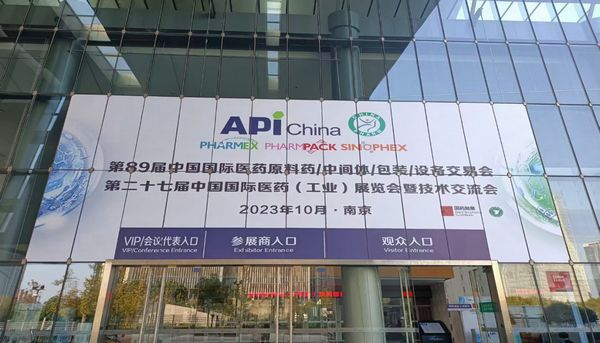 API China
PHARMEX PHARMPACK SINOPHEX
第89届中国国际医药原料药/中间体/包装/设备交易会
第二十七届中国国际医药（工业）展览会暨技术交流会
2023年10月·南京
国药励展
VIP/会议代表入口
VIP/Conference Entrance
参展商入口
Exhibitor Entrance
观众入口
Visitor Entrance